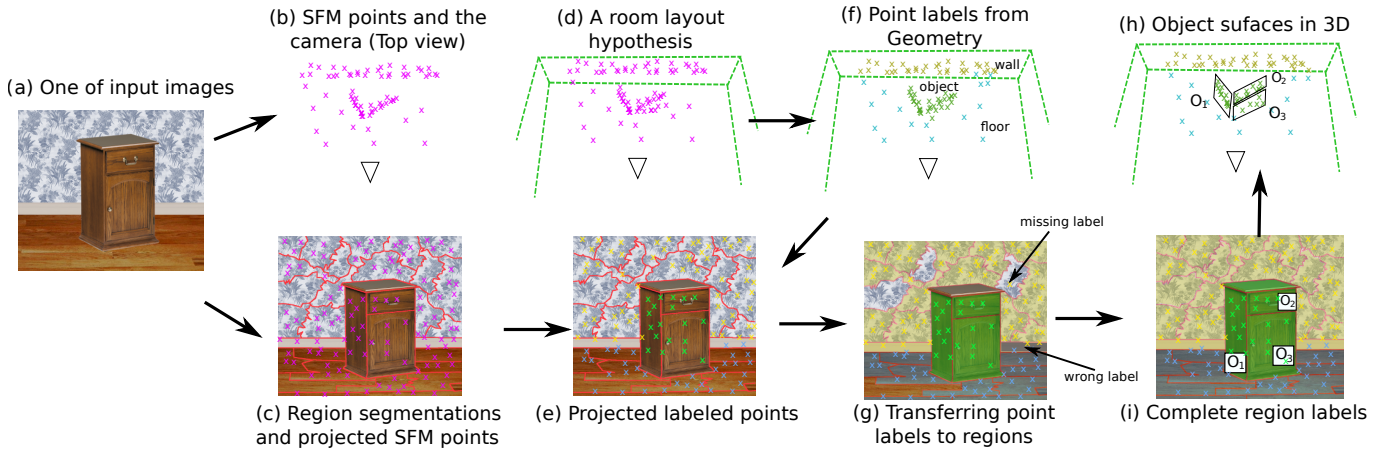 (a) One of input images
(b) SFM points and the
camera (Top view)
(c) Region segmentations
and projected SFM points
(d) A room layout
hypothesis
(e) Projected labeled points
(f) Point labels from
Geometry
wall
object
floor
missing label
wrong label
(g) Transferring point
labels to regions
(h) Object sufaces in 3D
O1
O2
O3
O2
O1
O3
(i) Complete region labels